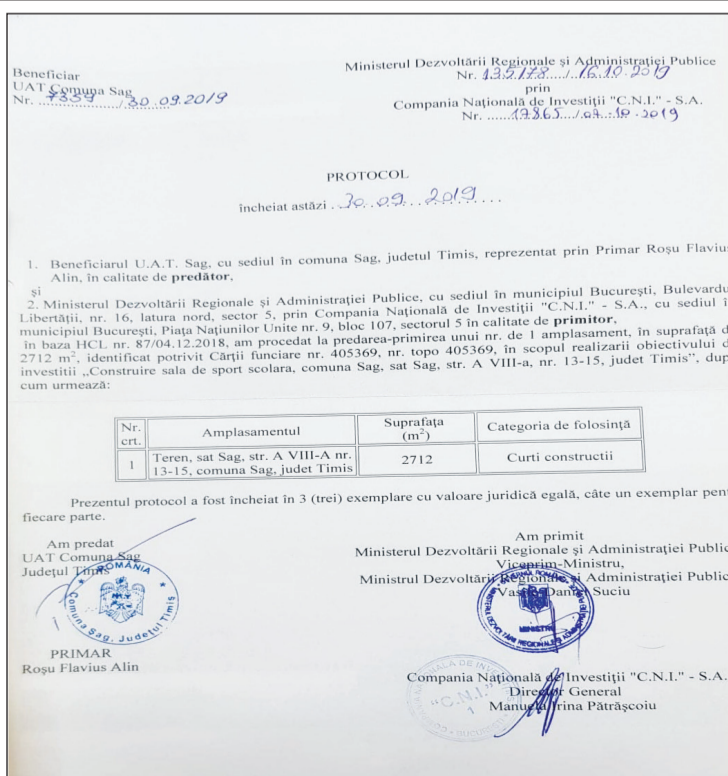 Beneficiar
UAT Comuna Sag
Nr. 7359 / 30.09.2019
Ministerul Dezvoltării Regionale şi Administraţiei Publice
Nr. 135178 / 16.10.2019
prin
Compania Naţională de Investiţii "C.N.I." - S.A.
Nr. 17865 / 07.10.2019
PROTOCOL
încheiat astăzi 30.09.2019
1. Beneficiarul U.A.T. Sag, cu sediul în comuna Sag, judetul Timis, reprezentat prin Primar Roşu Flavius
Alin, în calitate de predător,
şi
2. Ministerul Dezvoltării Regionale şi Administraţiei Publice, cu sediul în municipiul Bucureşti, Bulevardu
Libertăţii, nr. 16, latura nord, sector 5, prin Compania Naţională de Investiţii "C.N.I." - S.A., cu sediul î
municipiul Bucureşti, Piaţa Naţiunilor Unite nr. 9, bloc 107, sectorul 5 în calitate de primitor,
în baza HCL nr. 87/04.12.2018, am procedat la predarea-primirea unui nr. de 1 amplasament, în suprafaţă d
2712 m², identificat potrivit Cărţii funciare nr. 405369, nr. topo 405369, în scopul realizarii obiectivului d
investitii „Construire sala de sport scolara, comuna Sag, sat Sag, str. A VIII-a, nr. 13-15, judet Timis”, dup
cum urmează:
Nr. crt. Amplasamentul Suprafaţa (m²) Categoria de folosinţă
1 Teren, sat Sag, str. A VIII-A nr. 13-15, comuna Sag, judet Timis 2712 Curti constructii
Prezentul protocol a fost încheiat în 3 (trei) exemplare cu valoare juridică egală, câte un exemplar pent
fiecare parte.
Am predat
UAT Comuna Sag
Judeţul Timis
ROMÂNIA
Comuna Şag, Judeţul Timiş
PRIMAR
Roşu Flavius Alin
Am primit
Ministerul Dezvoltării Regionale şi Administraţiei Public
Viceprim-Ministru,
Ministrul Dezvoltării Regionale şi Administraţiei Public
Vasile Daniel Suciu
MINISTRU
Compania Naţională de Investiţii "C.N.I." - S.A.
Director General
Manuela Irina Pătrăşcoiu
"C.N.I."
1